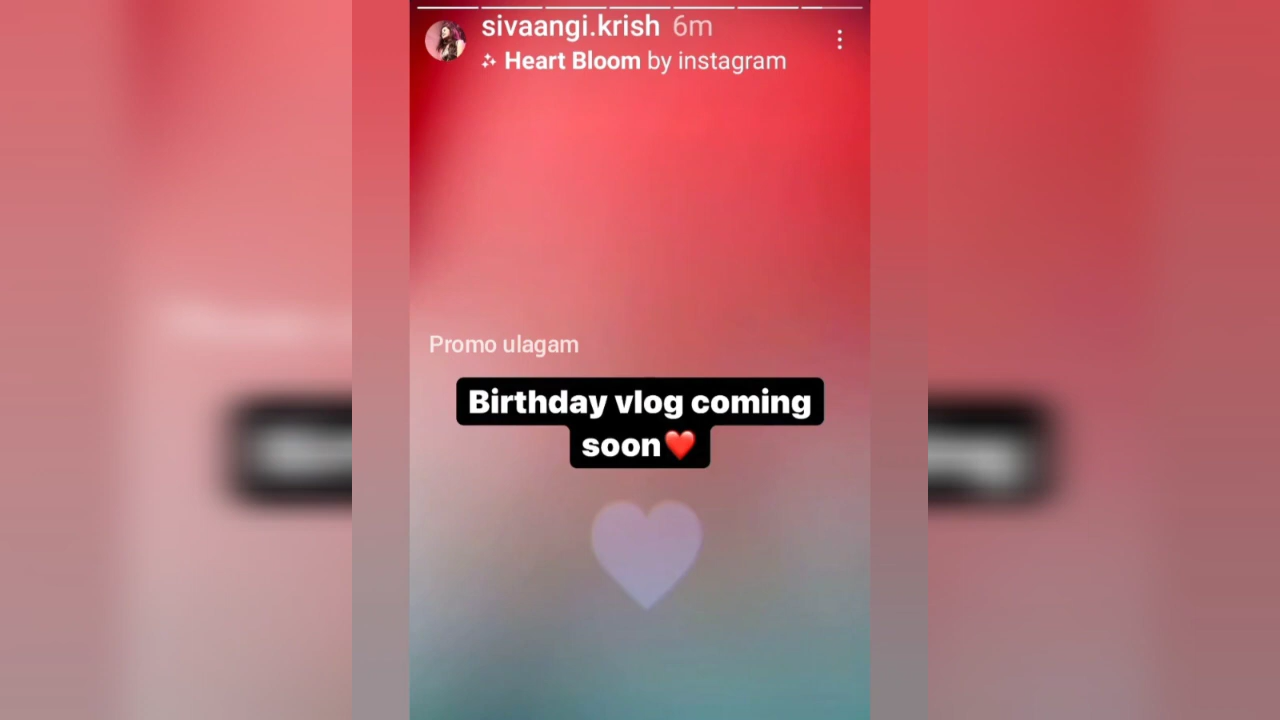 sivaangi.krish 6m
Heart Bloom by instagram
Promo ulagam
Birthday vlog coming
soon❤️